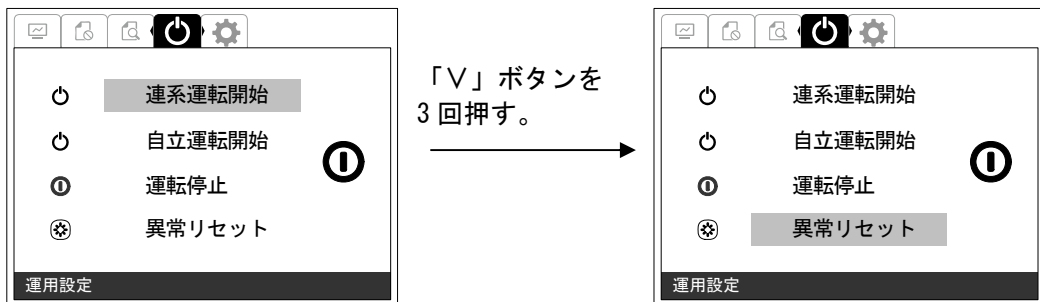 連系運転開始
自立運転開始
運転停止
異常リセット
運用設定
「∨」ボタンを
3回押す。
連系運転開始
自立運転開始
運転停止
異常リセット
運用設定